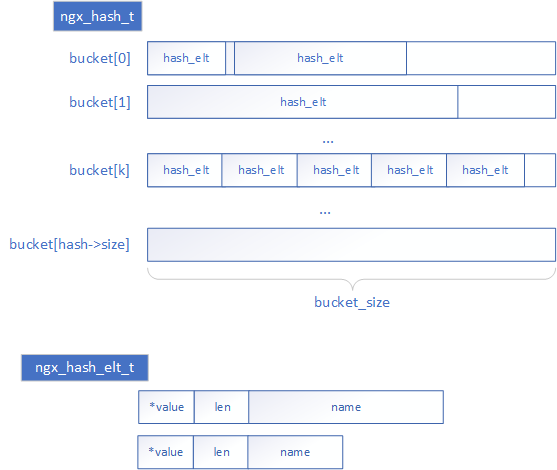 ngx_hash_t
bucket[0] hash_elt hash_elt
bucket[1] hash_elt
...
bucket[k] hash_elt hash_elt hash_elt hash_elt hash_elt
...
bucket[hash->size]
bucket_size
ngx_hash_elt_t
*value len name
*value len name